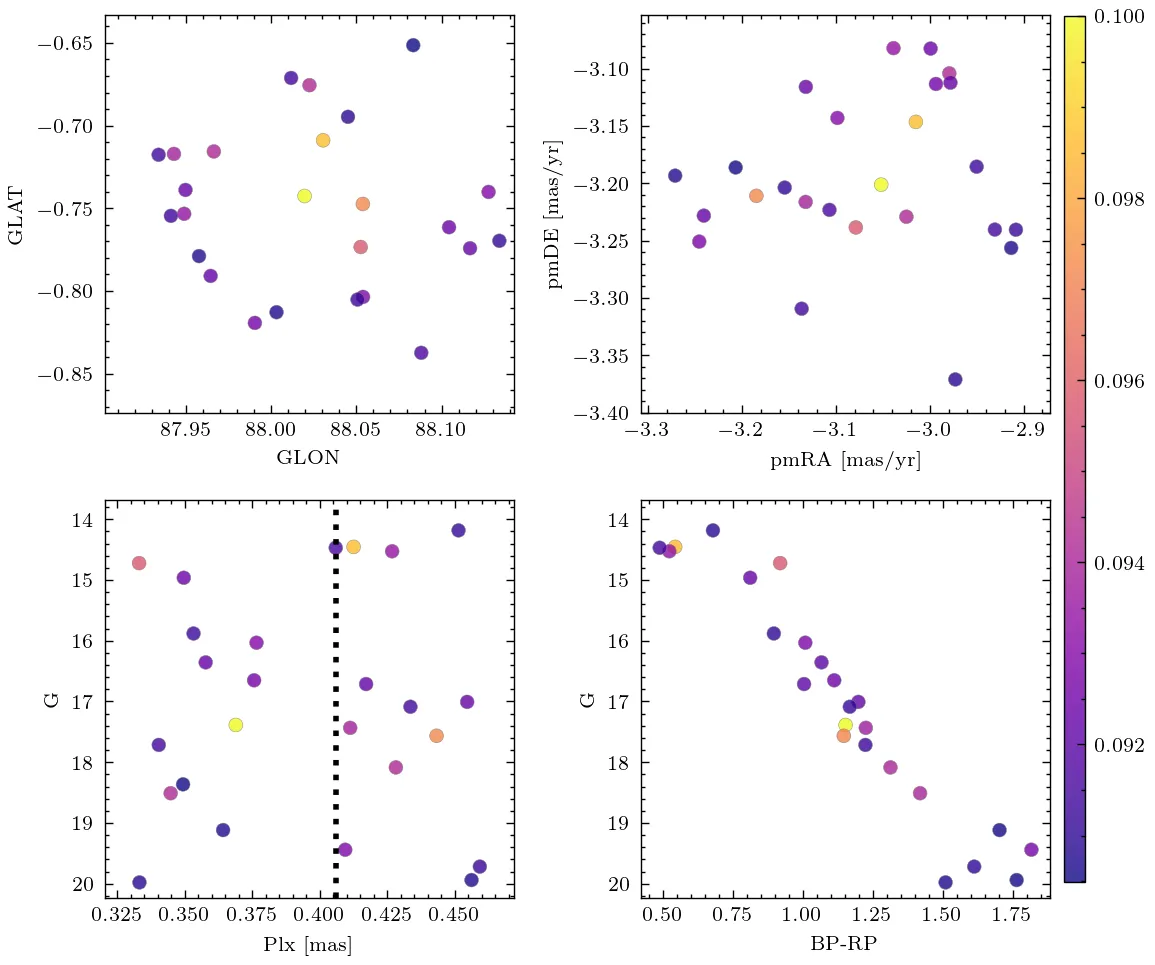 −0.65
−0.70
−0.75
−0.80
−0.85
GLAT
87.95 88.00 88.05 88.10
GLON
−3.10
−3.15
−3.20
−3.25
−3.30
−3.35
−3.40
pmDE [mas/yr]
−3.3 −3.2 −3.1 −3.0 −2.9
pmRA [mas/yr]
0.100
0.098
0.096
0.094
0.092
14
15
16
17
18
19
20
G
0.325 0.350 0.375 0.400 0.425 0.450
Plx [mas]
14
15
16
17
18
19
20
G
0.50 0.75 1.00 1.25 1.50 1.75
BP-RP